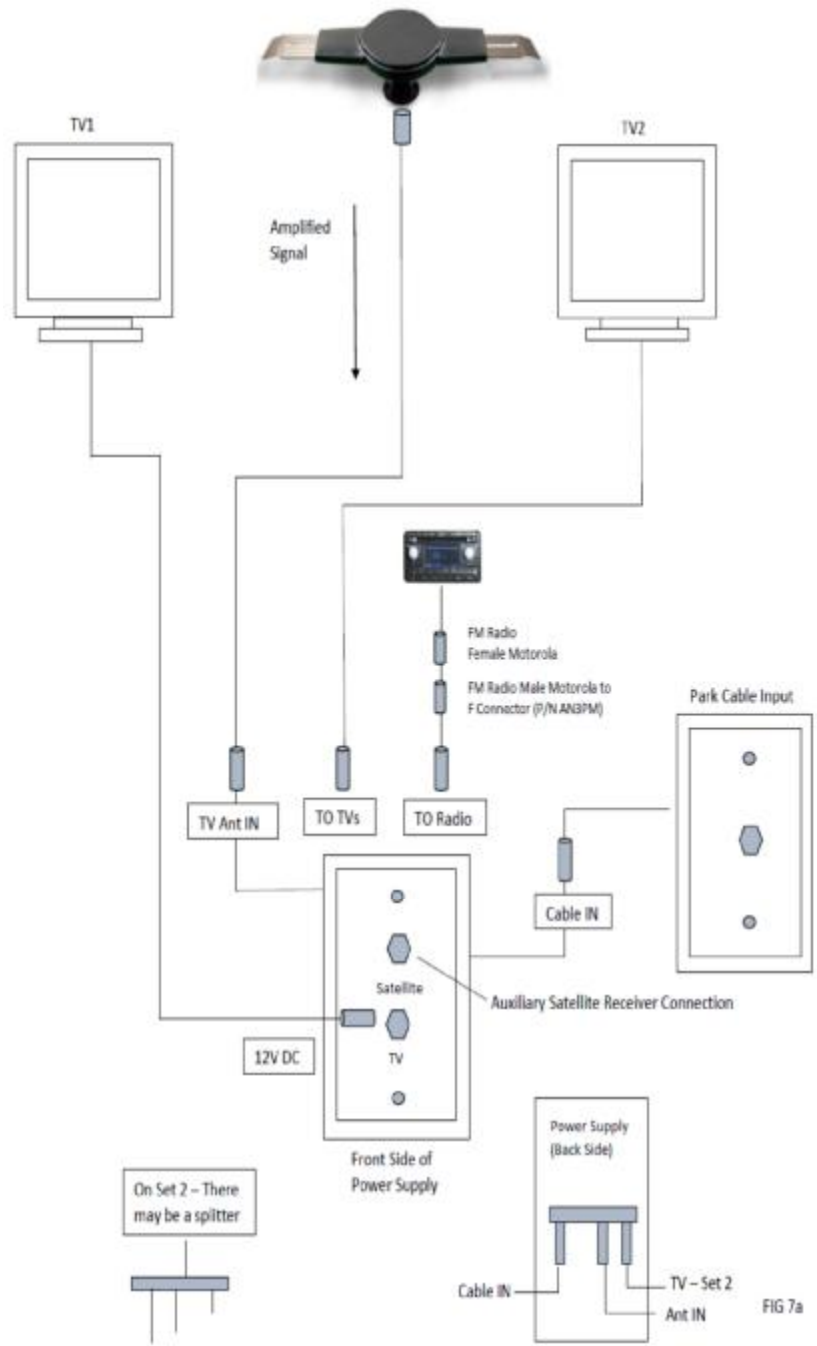 TV1
TV2
Amplified
Signal
FM Radio
Female Motorola
FM Radio Male Motorola to
F Connector (P/N AN3PM)
Park Cable Input
TV Ant IN
TO TVs
TO Radio
Cable IN
Satellite
Auxiliary Satellite Receiver Connection
12V DC
TV
Front Side of
Power Supply
Power Supply
(Back Side)
On Set 2 – There
may be a splitter
Cable IN
TV – Set 2
Ant IN
FIG 7a